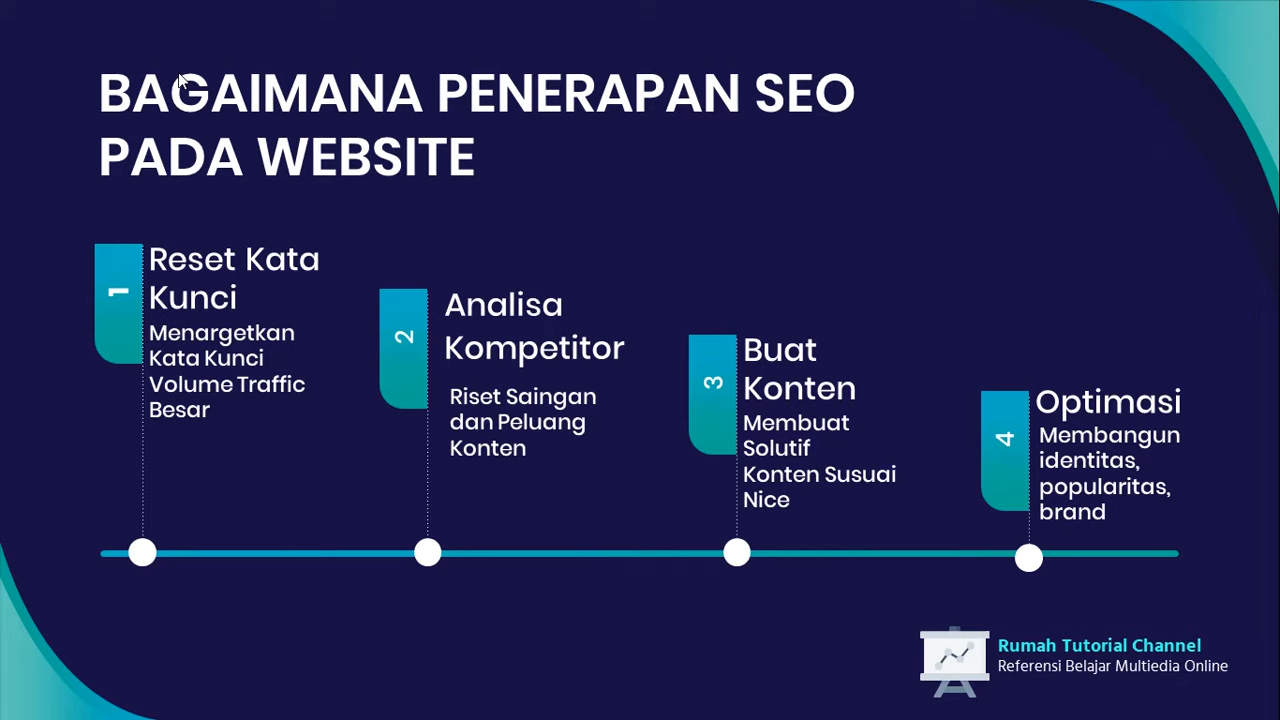 BAGAIMANA PENERAPAN SEO
PADA WEBSITE
1
Reset Kata
Kunci
Menargetkan
Kata Kunci
Volume Traffic
Besar
2
Analisa
Kompetitor
Riset Saingan
dan Peluang
Konten
3
Buat
Konten
Membuat
Solutif
Konten Susuai
Nice
4
Optimasi
Membangun
identitas,
popularitas,
brand
Rumah Tutorial Channel
Referensi Belajar Multiedia Online